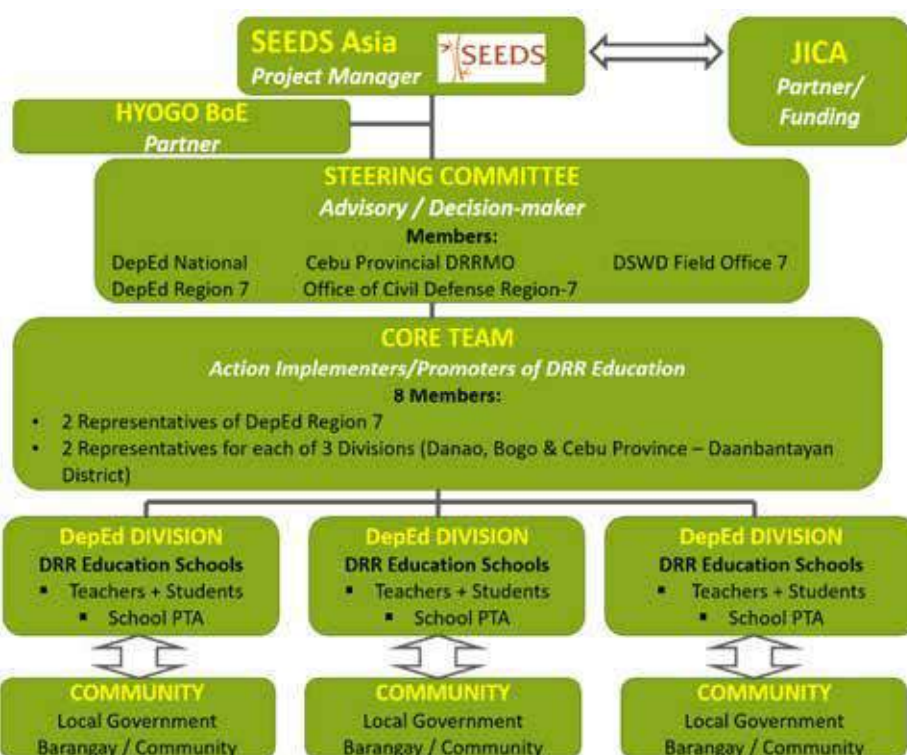 SEEDS Asia
Project Manager
SEEDS
JICA
Partner/
Funding
HYOGO BoE
Partner
STEERING COMMITTEE
Advisory / Decision-maker
Members:
DepEd National Cebu Provincial DRRMO DSWD Field Office 7
DepEd Region 7 Office of Civil Defense Region-7
CORE TEAM
Action Implementers/Promoters of DRR Education
8 Members:
• 2 Representatives of DepEd Region 7
• 2 Representatives for each of 3 Divisions (Danao, Bogo & Cebu Province – Daanbantayan
District)
DepEd DIVISION
DRR Education Schools
▪ Teachers + Students
▪ School PTA
DepEd DIVISION
DRR Education Schools
▪ Teachers + Students
▪ School PTA
DepEd DIVISION
DRR Education Schools
▪ Teachers + Students
▪ School PTA
COMMUNITY
Local Government
Barangay / Community
COMMUNITY
Local Government
Barangay / Community
COMMUNITY
Local Government
Barangay / Community